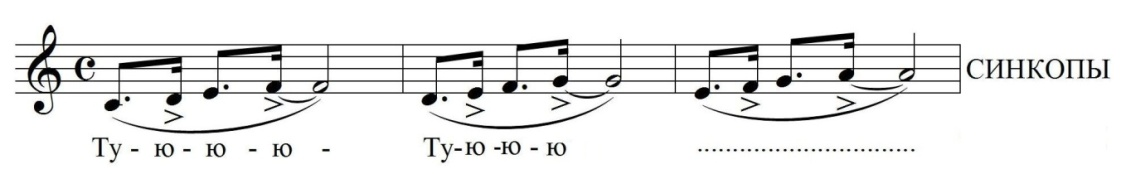 СИНКОПЫ
Ту - ю - ю - ю - Ту-ю -ю - ю ..............................